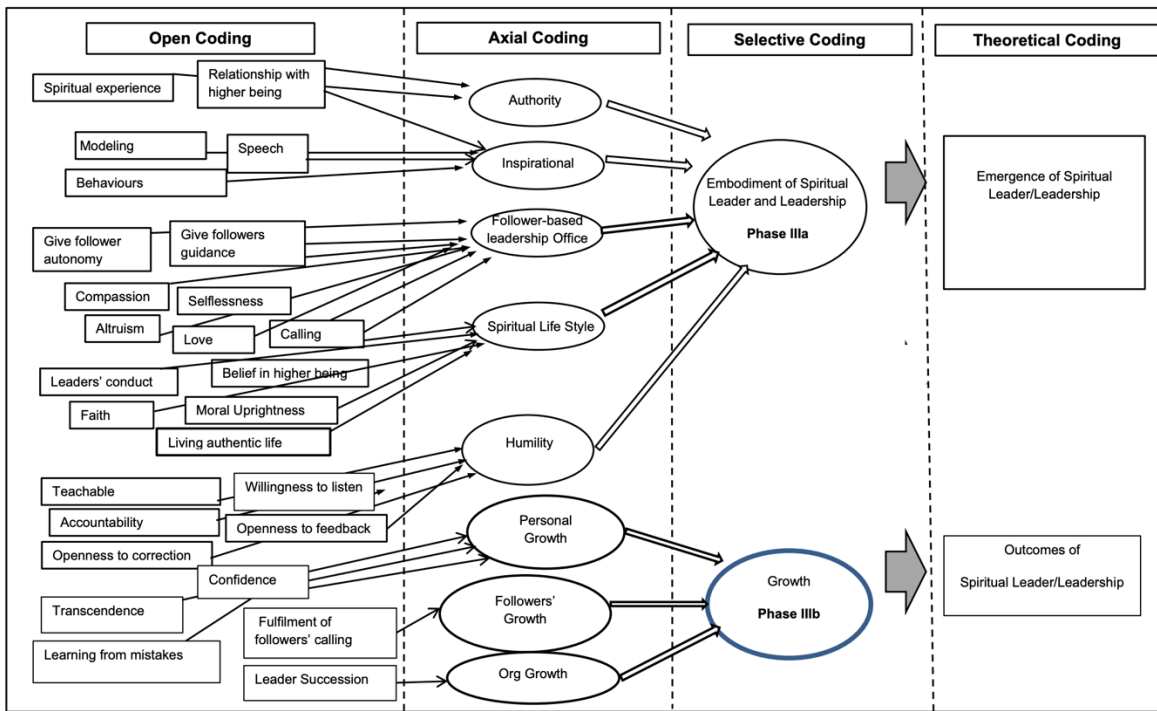 Open Coding
Axial Coding
Selective Coding
Theoretical Coding
Spiritual experience
Relationship with
higher being
Modeling
Speech
Behaviours
Give follower
autonomy
Give followers
guidance
Compassion
Selflessness
Altruism
Love
Calling
Leaders’ conduct
Belief in higher being
Faith
Moral Uprightness
Living authentic life
Teachable
Willingness to listen
Accountability
Openness to feedback
Openness to correction
Confidence
Transcendence
Learning from mistakes
Fulfilment of
followers’ calling
Leader Succession
Authority
Inspirational
Follower-based
leadership Office
Spiritual Life Style
Humility
Personal
Growth
Followers’
Growth
Org Growth
Embodiment of Spiritual
Leader and Leadership
Phase IIIa
Growth
Phase IIIb
Emergence of Spiritual
Leader/Leadership
Outcomes of
Spiritual Leader/Leadership